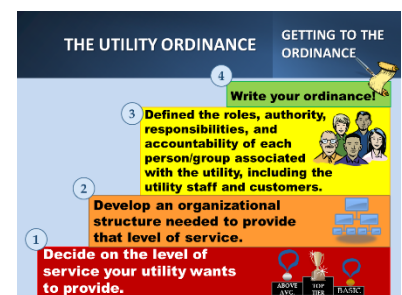 THE UTILITY ORDINANCE
GETTING TO THE
ORDINANCE
4
Write your ordinance!
3
Defined the roles, authority,
responsibilities, and
accountability of each
person/group associated
with the utility, including the
utility staff and customers.
2
Develop an organizational
structure needed to provide
that level of service.
1
Decide on the level of
service your utility wants
to provide.
ABOVE
AVG
TOP
TIER
BASIC